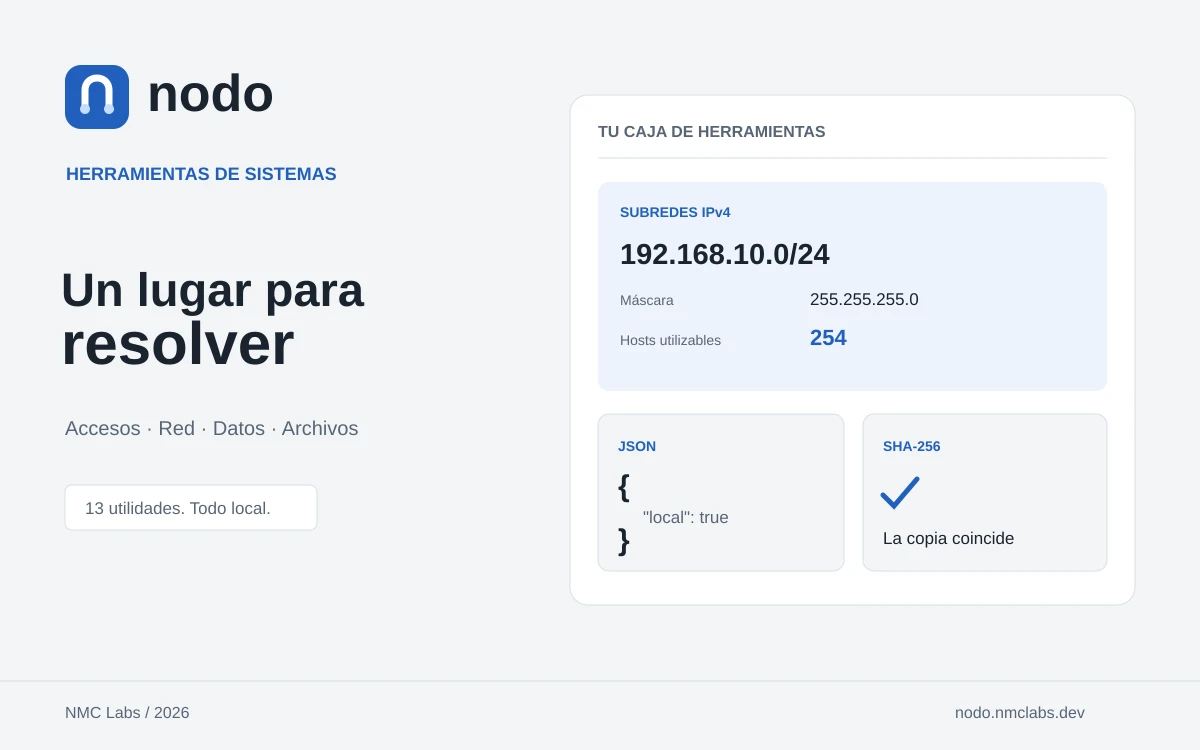 nodo
HERRAMIENTAS DE SISTEMAS
Un lugar para
resolver
Accesos · Red · Datos · Archivos
13 utilidades. Todo local.
TU CAJA DE HERRAMIENTAS
SUBREDES IPv4
192.168.10.0/24
Máscara 255.255.255.0
Hosts utilizables 254
JSON
{
"local": true
}
SHA-256
La copia coincide
NMC Labs / 2026
nodo.nmclabs.dev